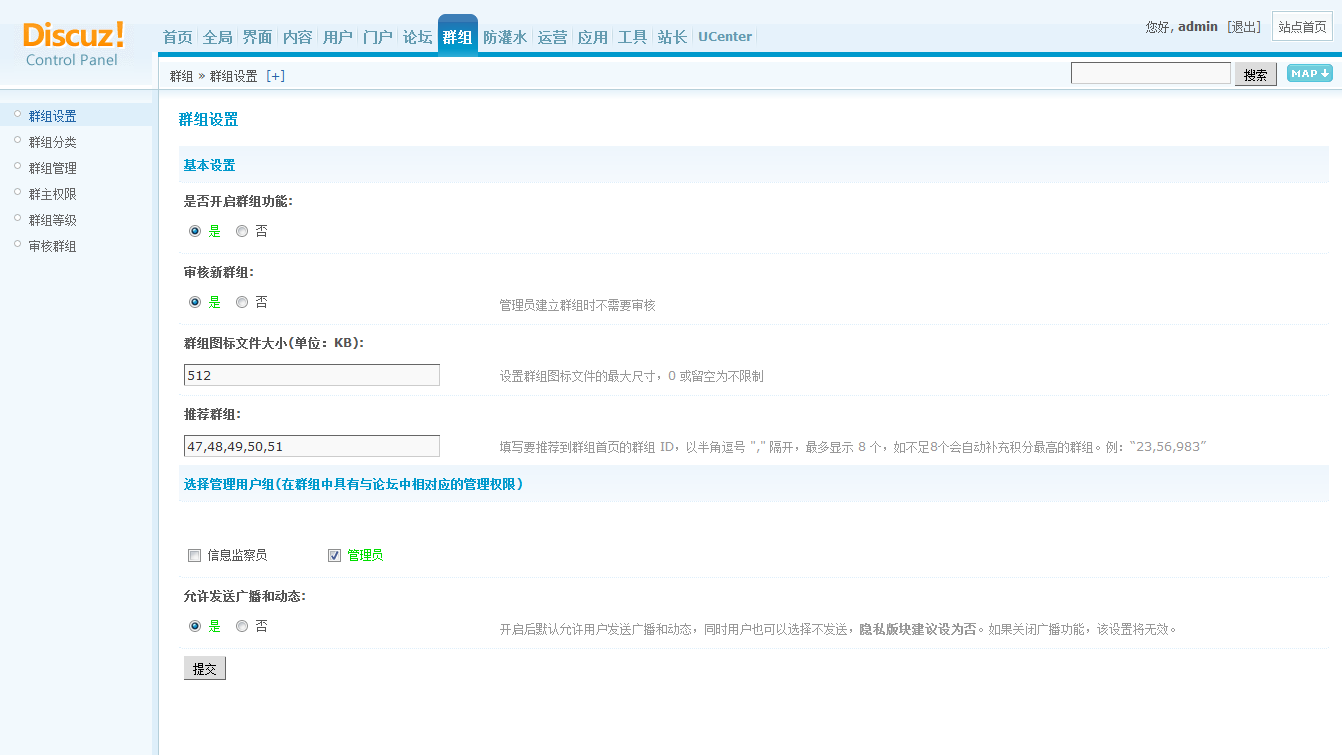 Discuz!
Control Panel
首页 全局 界面 内容 用户 门户 论坛 群组 防灌水 运营 应用 工具 站长 UCenter
您好, admin [退出] 站点首页
群组 » 群组设置 [+]
搜索 MAP
群组设置
群组分类
群组管理
群主权限
群组等级
审核群组
群组设置
基本设置
是否开启群组功能:
是 否
审核新群组:
是 否 管理员建立群组时不需要审核
群组图标文件大小(单位：KB):
512 设置群组图标文件的最大尺寸，0 或留空为不限制
推荐群组:
47,48,49,50,51 填写要推荐到群组首页的群组 ID，以半角逗号 "," 隔开，最多显示 8 个，如不足8个会自动补充积分最高的群组。例：“23,56,983”
选择管理用户组(在群组中具有与论坛中相对应的管理权限)
信息监察员 管理员
允许发送广播和动态:
是 否 开启后默认允许用户发送广播和动态，同时用户也可以选择不发送，隐私版块建议设为否。如果关闭广播功能，该设置将无效。
提交